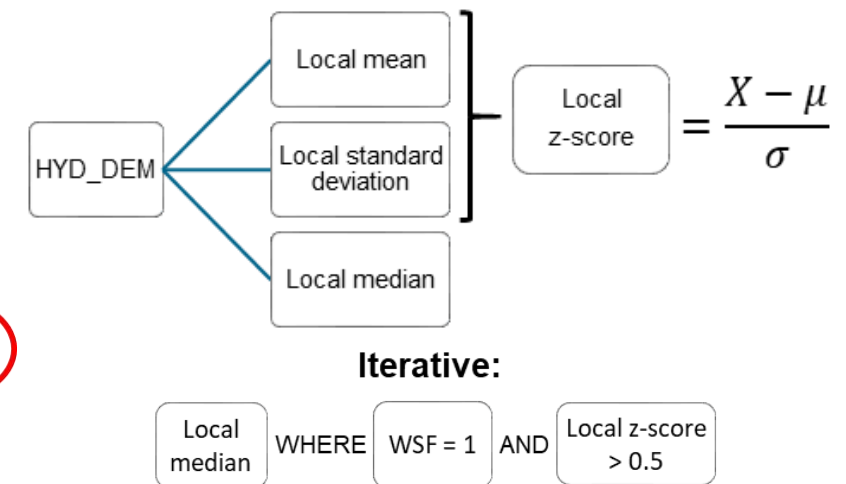 Local mean
HYD_DEM
Local standard
deviation
Local median
Local
z-score
= X − μ
σ
Iterative:
Local
median
WHERE
WSF = 1
AND
Local z-score
> 0.5